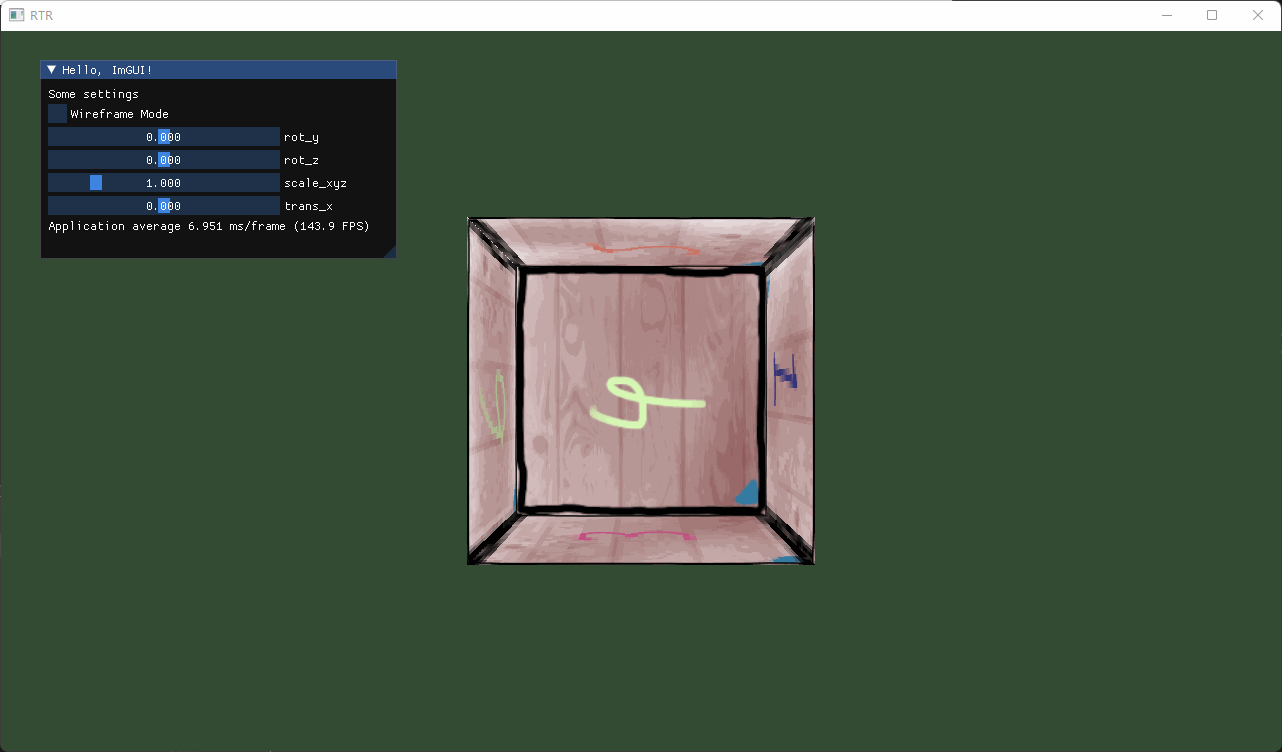 RTR
Hello, ImGUI!
Some settings
Wireframe Mode
0.000 rot_y
0.000 rot_z
1.000 scale_xyz
0.000 trans_x
Application average 6.951 ms/frame (143.9 FPS)